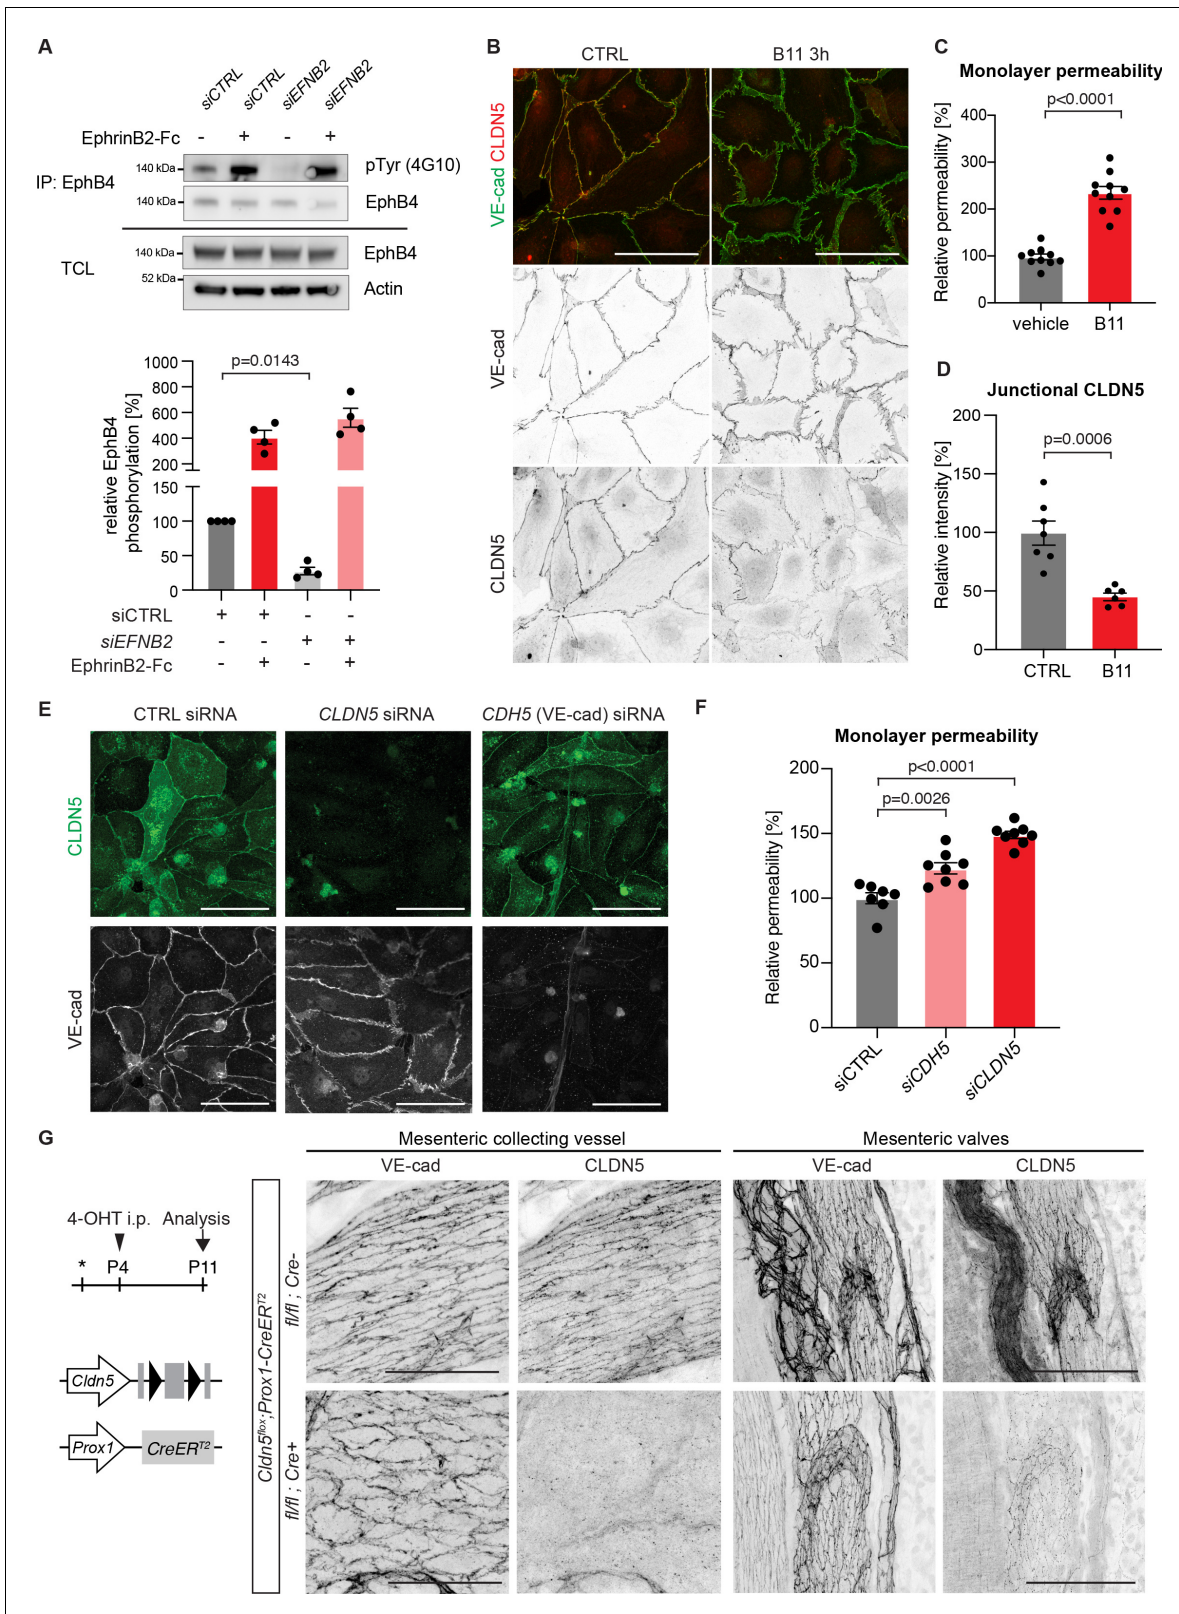 A
siCTRL siCTRL siEFNB2 siEFNB2
EphrinB2-Fc - + - +
IP: EphB4
140 kDa
pTyr (4G10)
140 kDa
EphB4
TCL
140 kDa
EphB4
52 kDa
Actin
relative EphB4
phosphorylation [%]
1000
800
600
400
200
150
100
50
0
p=0.0143
siCTRL + + - -
siEFNB2 - - + +
EphrinB2-Fc - + - +
B
CTRL B11 3h
VE-cad CLDN5
VE-cad
CLDN5
C
Monolayer permeability
p<0.0001
Relative permeability [%]
400
300
200
100
0
vehicle B11
D
Junctional CLDN5
p=0.0006
Relative intensity [%]
200
150
100
50
0
CTRL B11
E
CTRL siRNA CLDN5 siRNA CDH5 (VE-cad) siRNA
CLDN5
VE-cad
F
Monolayer permeability
p<0.0001
p=0.0026
Relative permeability [%]
200
150
100
50
0
siCTRL siCDH5 siCLDN5
G
4-OHT i.p. Analysis
* P4 P11
Cldn5
Prox1 CreERT2
Cldn5flox;Prox1-CreERT2
fl/fl ; Cre-
fl/fl ; Cre+
Mesenteric collecting vessel
VE-cad CLDN5
Mesenteric valves
VE-cad CLDN5